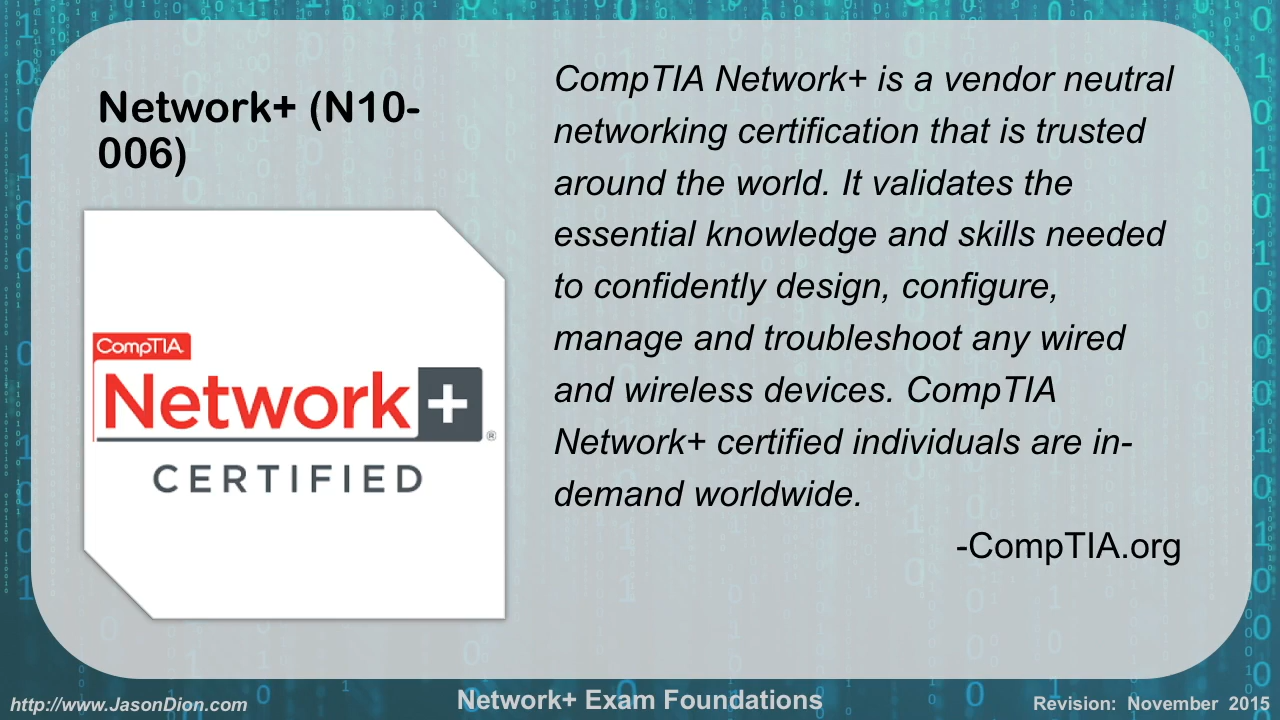 Network+ (N10-
006)
CompTIA
Network+
®
CERTIFIED
CompTIA Network+ is a vendor neutral
networking certification that is trusted
around the world. It validates the
essential knowledge and skills needed
to confidently design, configure,
manage and troubleshoot any wired
and wireless devices. CompTIA
Network+ certified individuals are in-
demand worldwide.
-CompTIA.org
http://www.JasonDion.com
Network+ Exam Foundations
Revision: November 2015